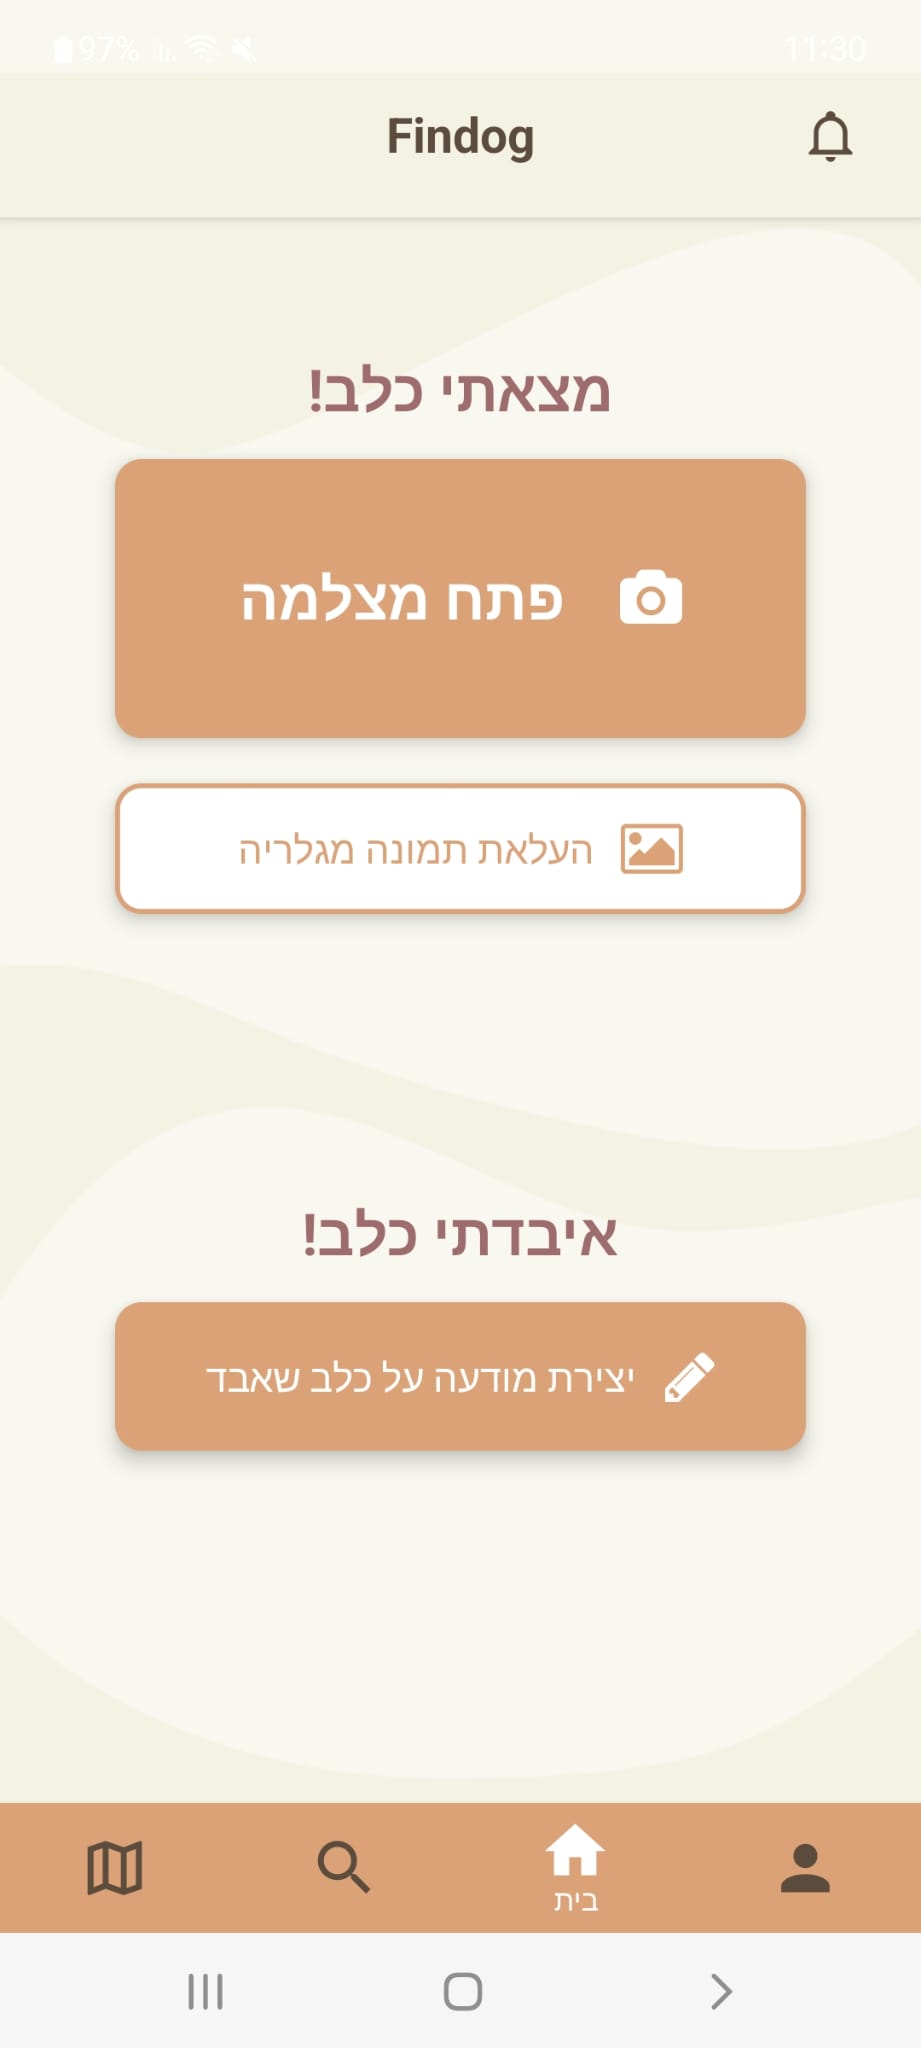 97%
11:30
Findog
מצאתי כלב!
פתח מצלמה
העלאת תמונה מגלריה
איבדתי כלב!
יצירת מודעה על כלב שאבד
בית